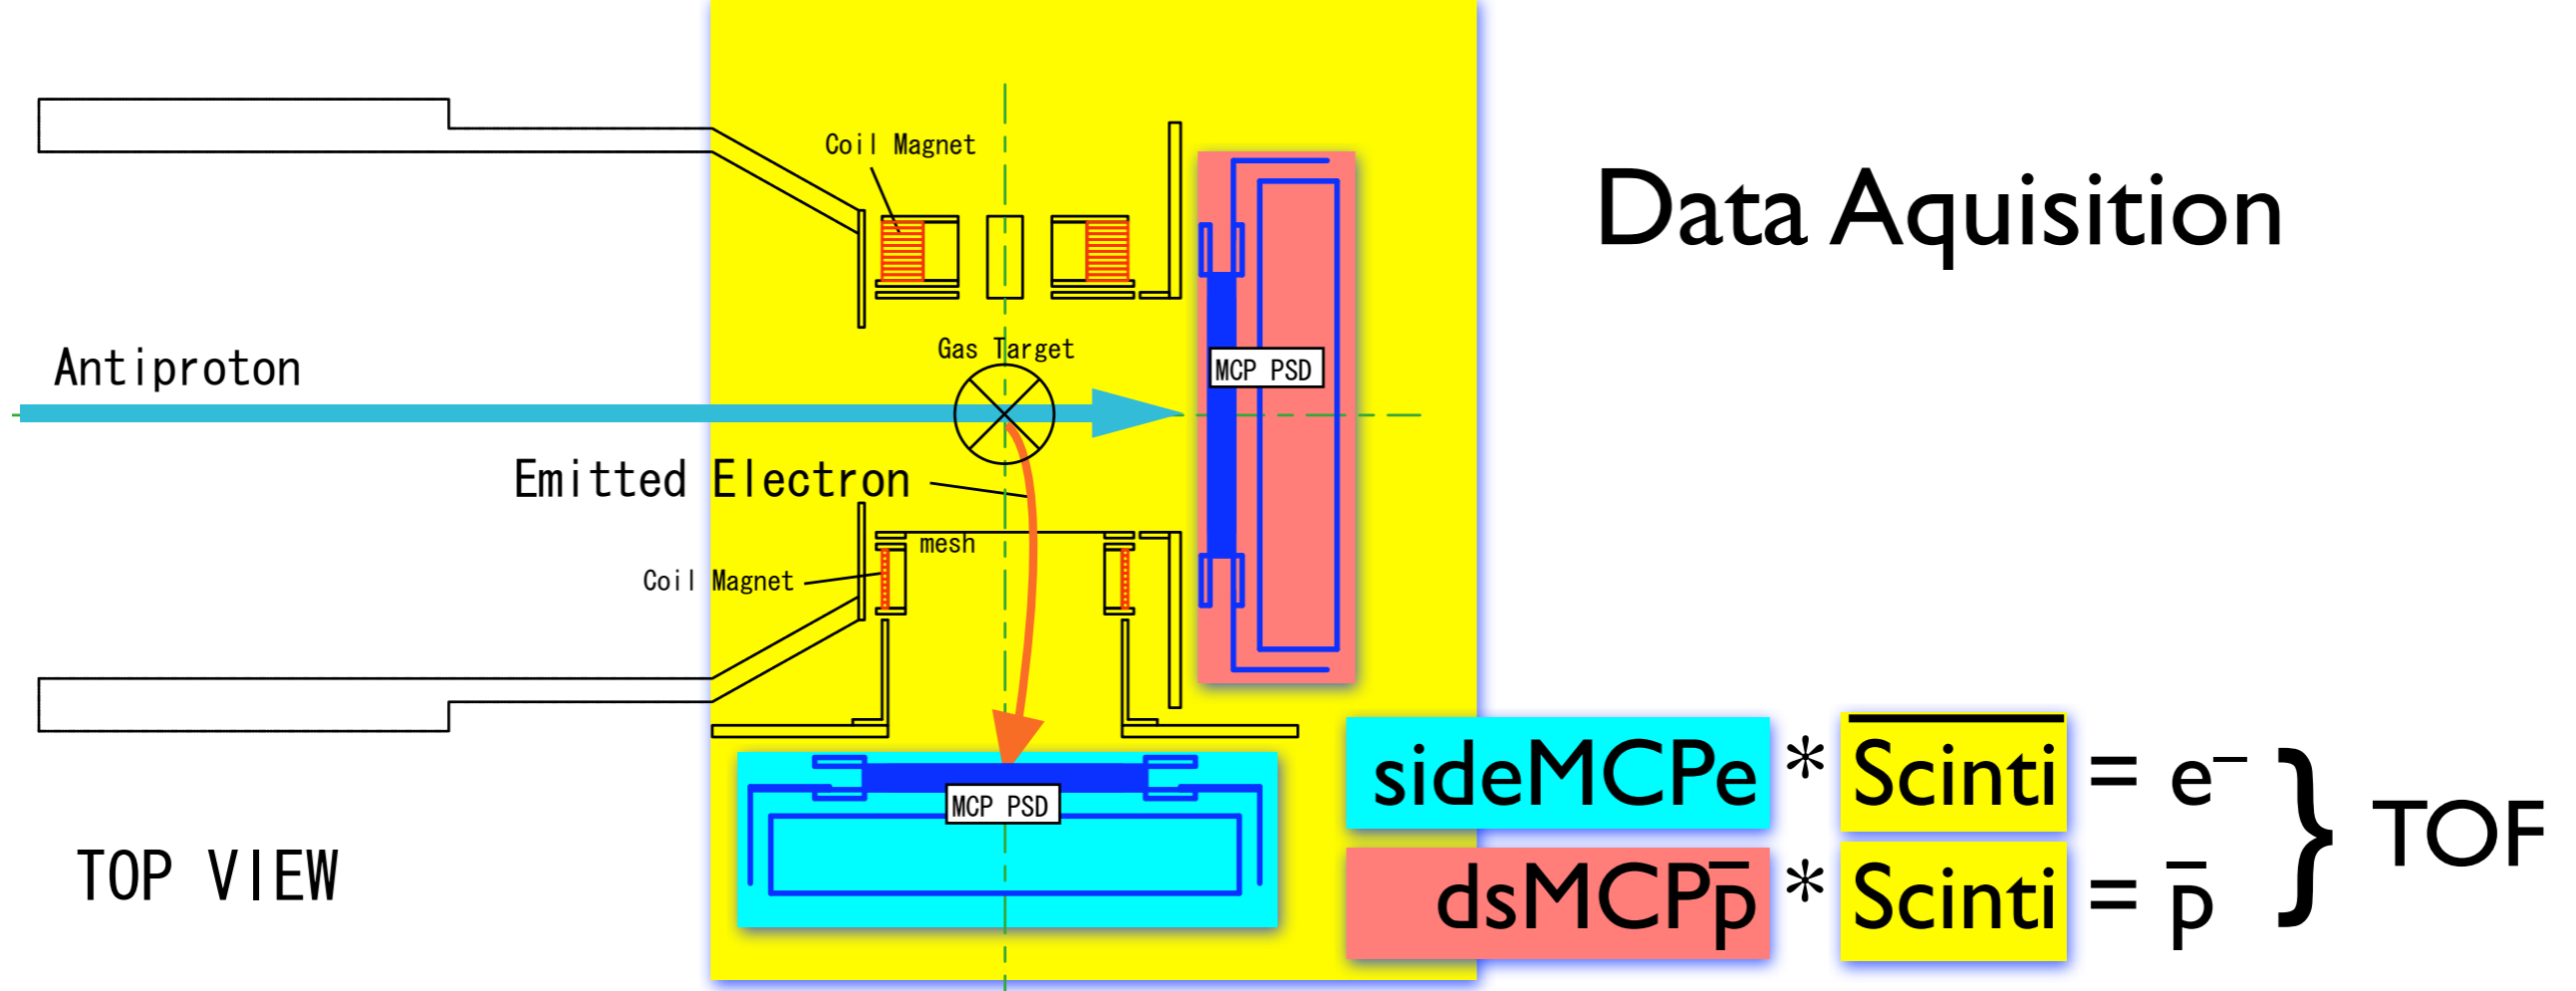 Data Aquisition
Coil Magnet
Gas Target
Antiproton
MCP PSD
Emitted Electron
mesh
Coil Magnet
MCP PSD
TOP VIEW
sideMCPe * S̅c̅i̅n̅t̅i̅ = e⁻
dsMCPp̅ * Scinti = p̅
} TOF